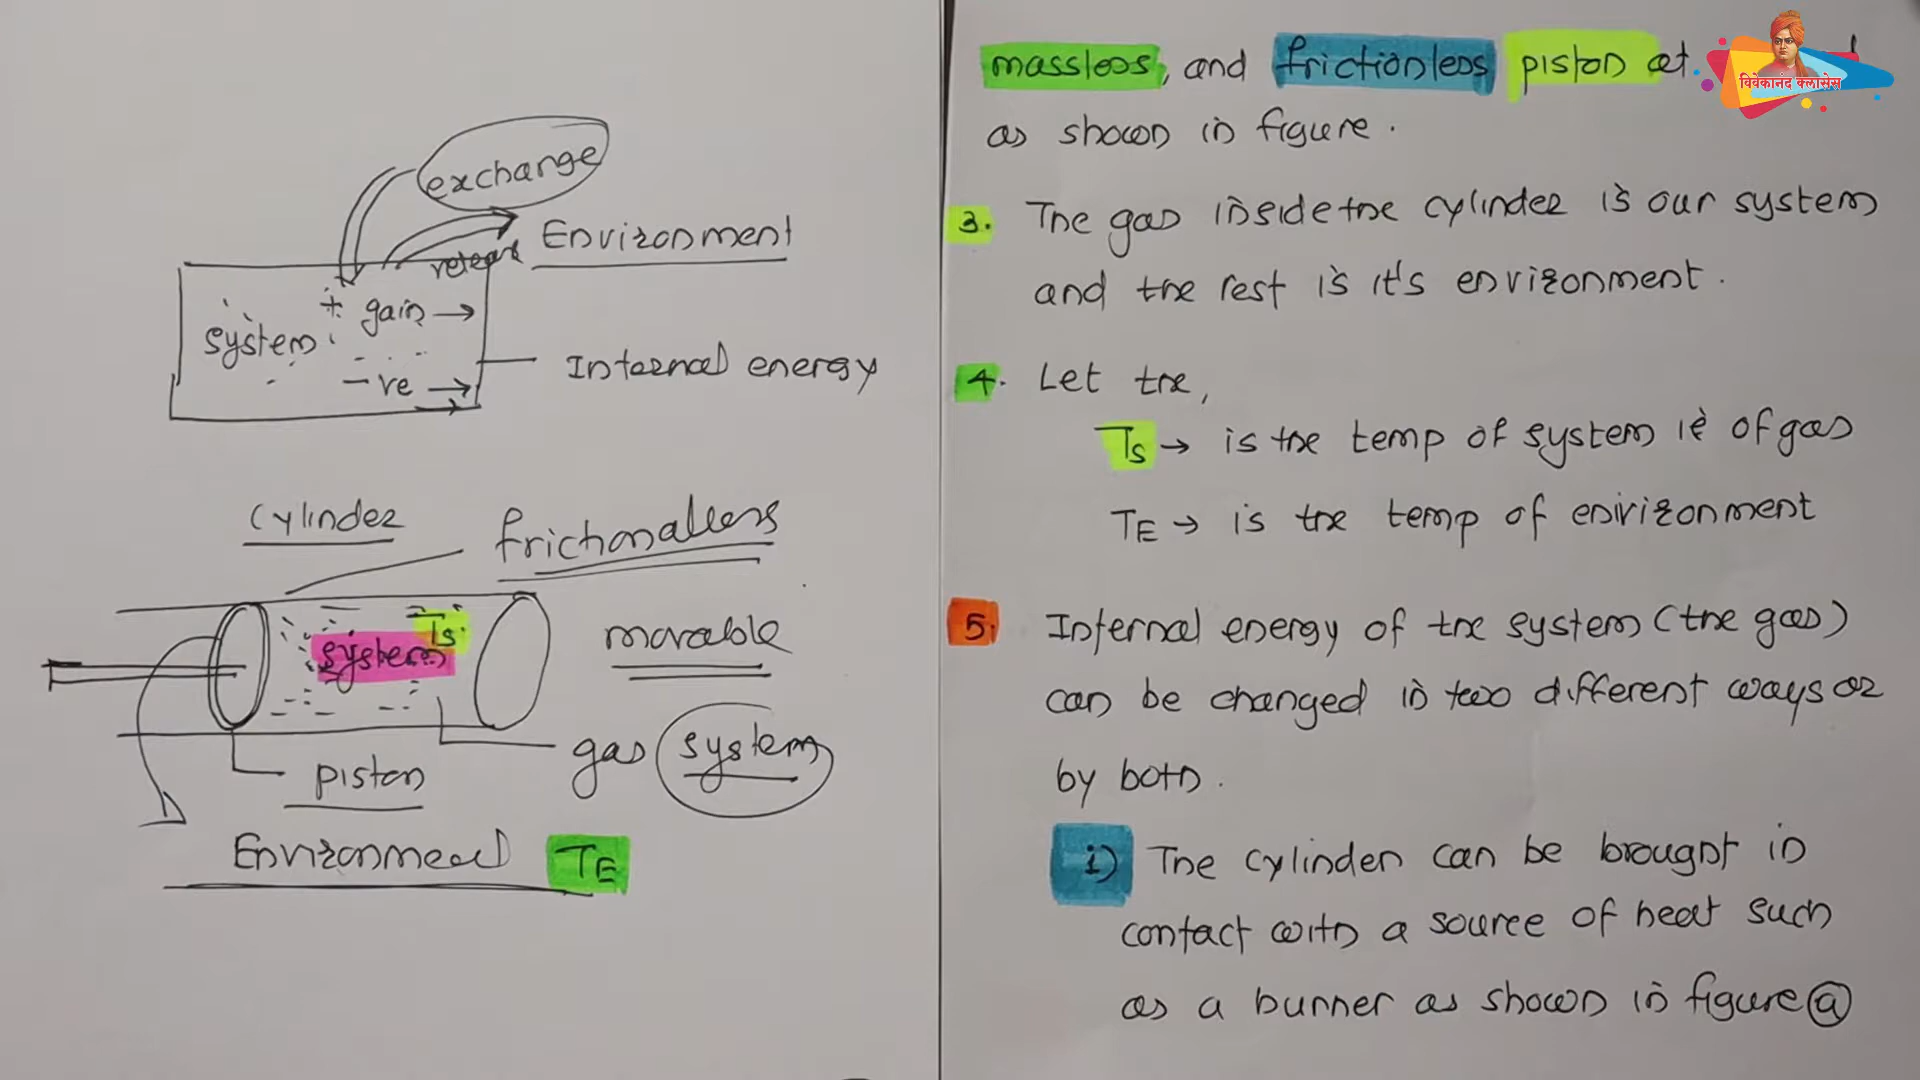 exchange
Environment
+ gain →
system
-ve →
Internal energy
Cylinder
frictionalless
Ts
system
movable
gas system
piston
Environment TE
massless, and frictionless piston at
as shown in figure.
3. The gas inside the cylinder is our system
and the rest is it's environment.
4. Let the,
Ts → is the temp of system ie of gas
TE → is the temp of enivironment
5. Internal energy of the system (the gas)
can be changed in two different ways or
by both.
i) The cylinder can be brought in
contact with a source of heat such
as a bunner as shown in figure ⓐ
विवेकानंद क्लासेस